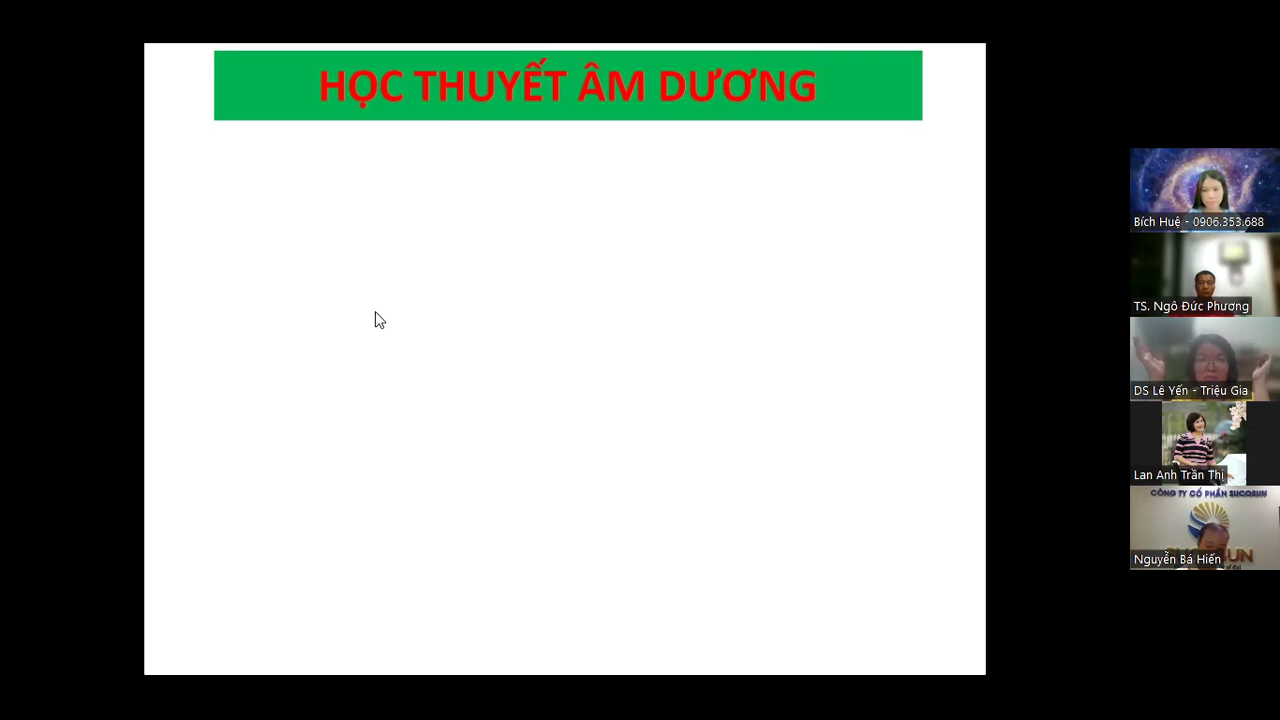 HỌC THUYẾT ÂM DƯƠNG
Bích Huệ - 0906.353.688
TS. Ngô Đức Phương
DS Lê Yến - Triệu Gia
Lan Anh Trần Thị
CÔNG TY CỔ PHẦN SUCOSUN
Nguyễn Bá Hiến